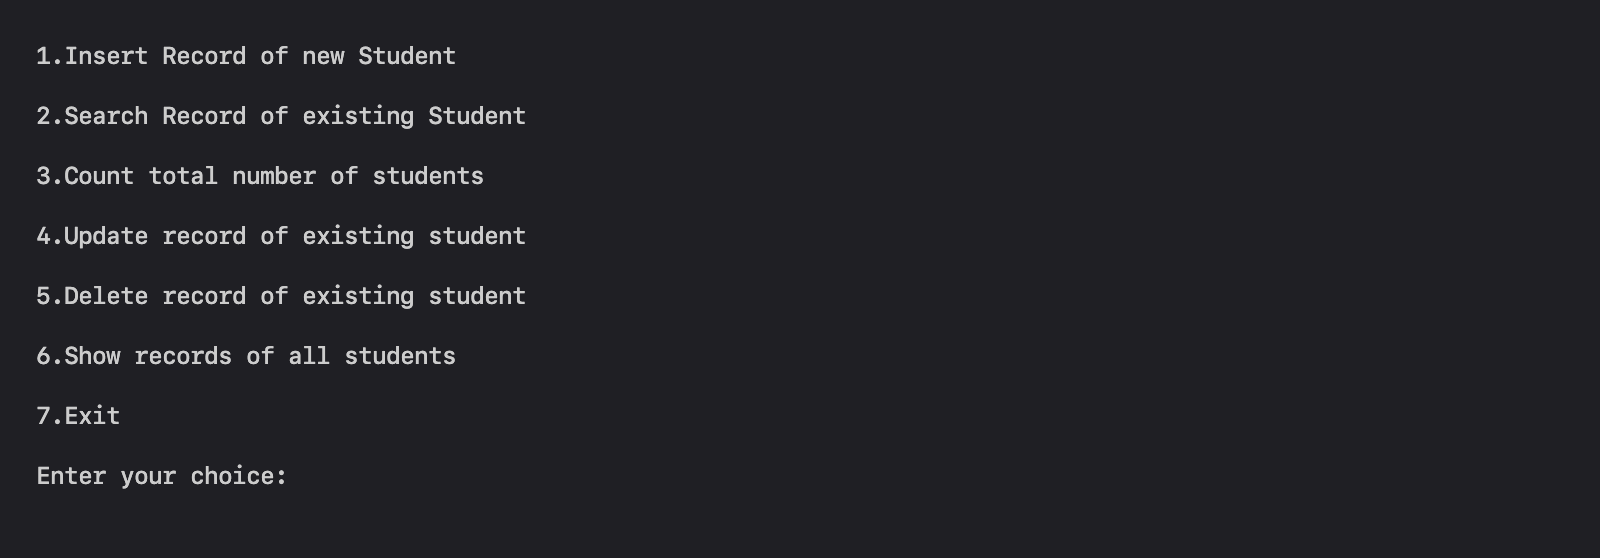 1.Insert Record of new Student
2.Search Record of existing Student
3.Count total number of students
4.Update record of existing student
5.Delete record of existing student
6.Show records of all students
7.Exit
Enter your choice: